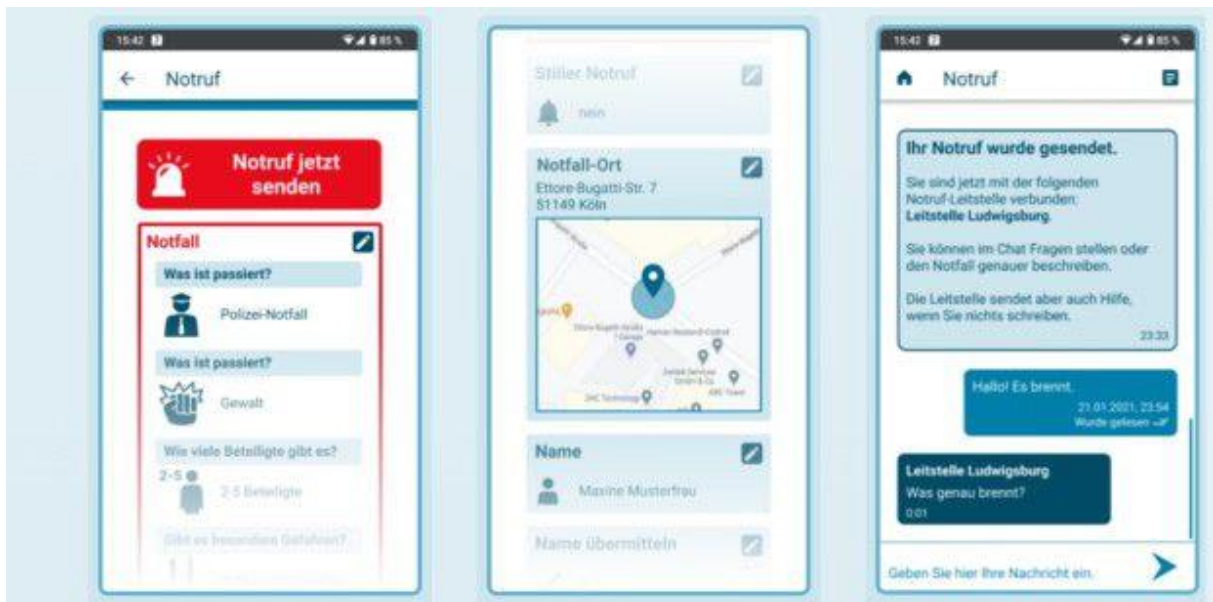 15:42
85 %
Notruf
Notruf jetzt
senden
Notfall
Was ist passiert?
Polizei-Notfall
Was ist passiert?
Gewalt
Wie viele Beteiligte gibt es?
2-5
2-5 Beteiligte
Gibt es besondere Gefahren?
Stiller Notruf
nein
Notfall-Ort
Ettore-Bugatti-Str. 7
51149 Köln
Name
Maxine Musterfrau
Name übermitteln
15:42
85 %
Notruf
Ihr Notruf wurde gesendet.
Sie sind jetzt mit der folgenden
Notruf-Leitstelle verbunden:
Leitstelle Ludwigsburg.
Sie können im Chat Fragen stellen oder
den Notfall genauer beschreiben.
Die Leitstelle sendet aber auch Hilfe,
wenn Sie nichts schreiben.
23:33
Hallo! Es brennt.
21.01.2021, 23:54
Wurde gelesen
Leitstelle Ludwigsburg
Was genau brennt?
0:01
Geben Sie hier Ihre Nachricht ein.